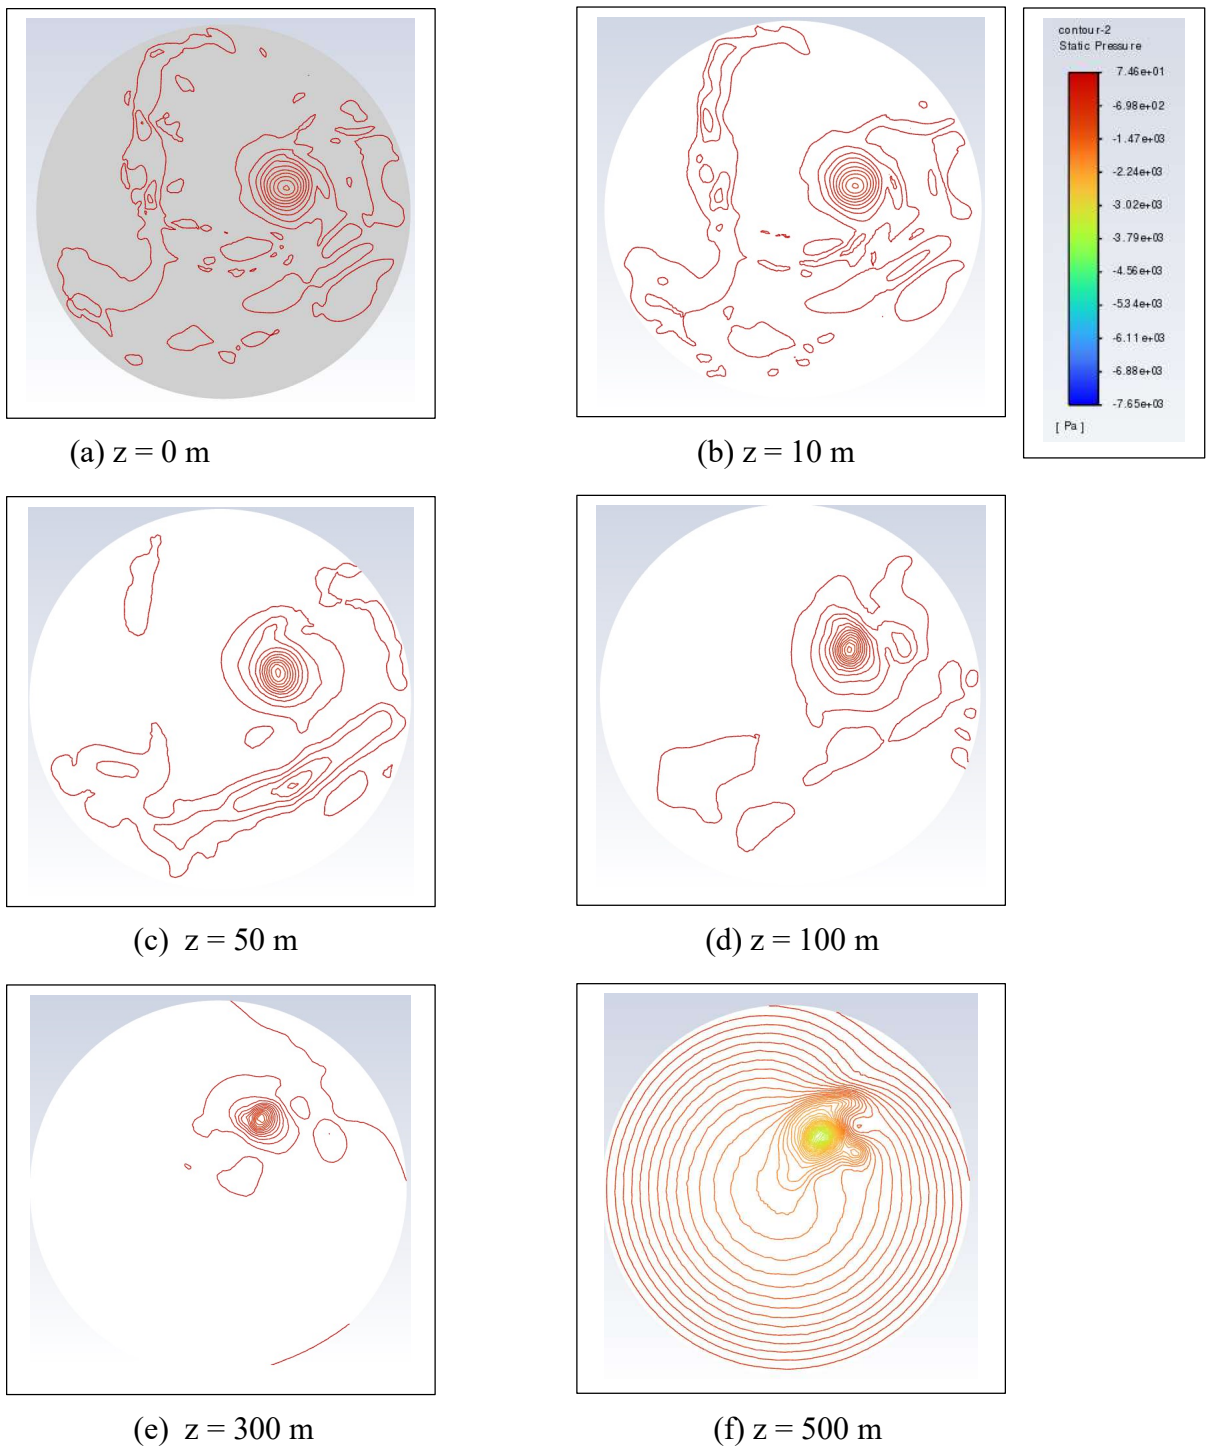 contour-2
Static Pressure
7.46e+01
-6.98e+02
-1.47e+03
-2.24e+03
-3.02e+03
-3.79e+03
-4.56e+03
-5.34e+03
-6.11e+03
-6.88e+03
-7.65e+03
[ Pa ]
(a) z = 0 m
(b) z = 10 m
(c) z = 50 m
(d) z = 100 m
(e) z = 300 m
(f) z = 500 m